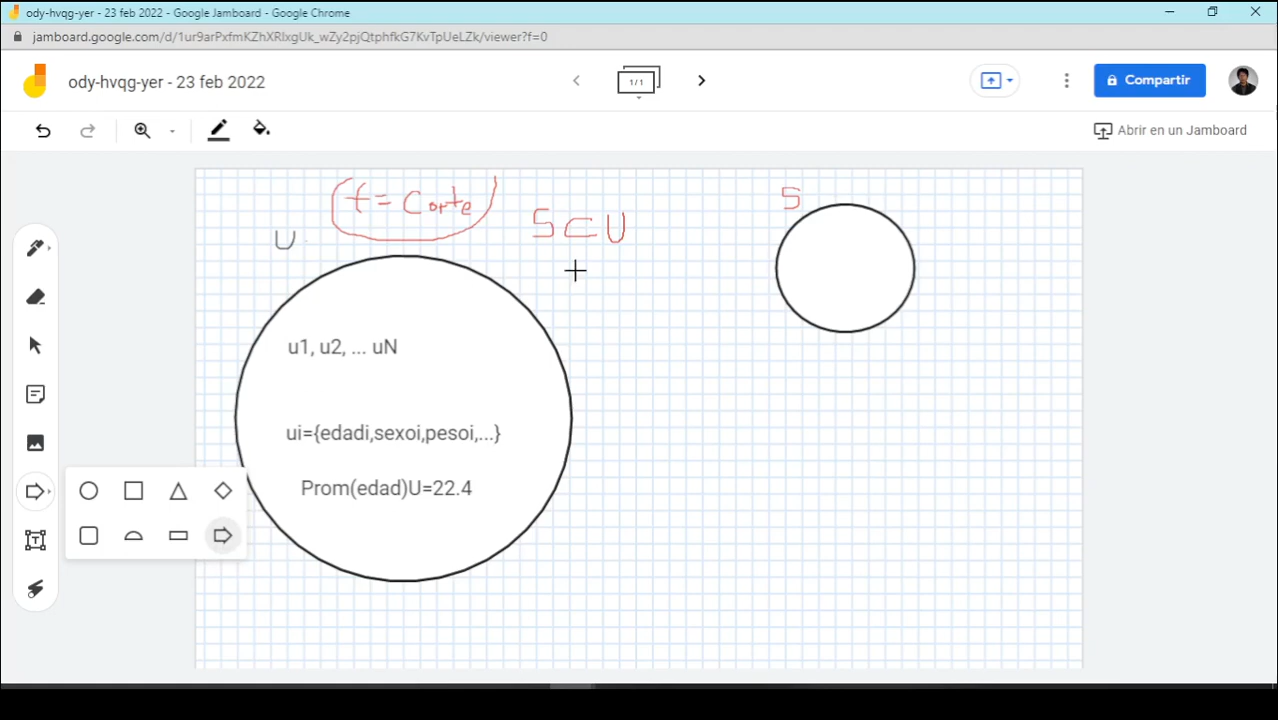 ody-hvqg-yer - 23 feb 2022 - Google Jamboard - Google Chrome
jamboard.google.com/d/1ur9arPxfmKZhXRlxgUk_wZy2pjQtphfkG7KvTpUeLZk/viewer?f=0
ody-hvqg-yer - 23 feb 2022
1/1
Compartir
Abrir en un Jamboard
t = Corte
S
S ⊂ U
U
u1, u2, ... uN
ui={edadi,sexoi,pesoi,...}
Prom(edad)U=22.4
T